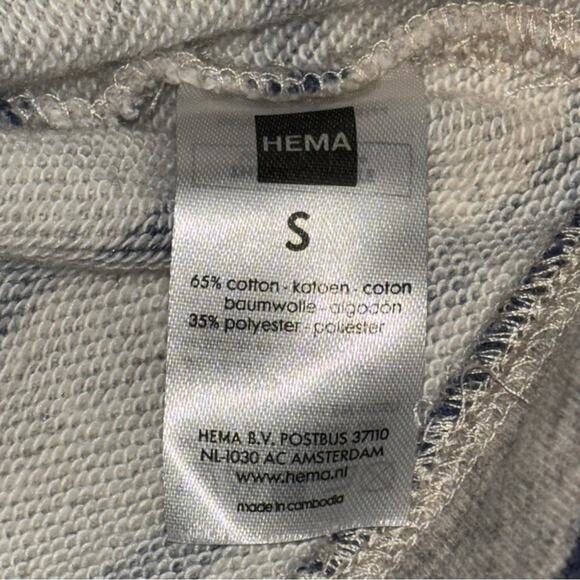 HEMA
S
65% cotton - katoen - coton
baumwolle - algodón
35% polyester - poliéster
HEMA B.V. POSTBUS 37110
NL-1030 AC AMSTERDAM
www.hema.nl
made in cambodia